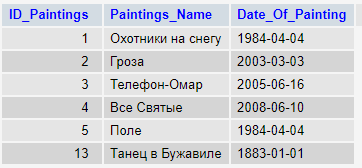 ID_Paintings Paintings_Name Date_Of_Painting
1 Охотники на снегу 1984-04-04
2 Гроза 2003-03-03
3 Телефон-Омар 2005-06-16
4 Все Святые 2008-06-10
5 Поле 1984-04-04
13 Танец в Буживале 1883-01-01